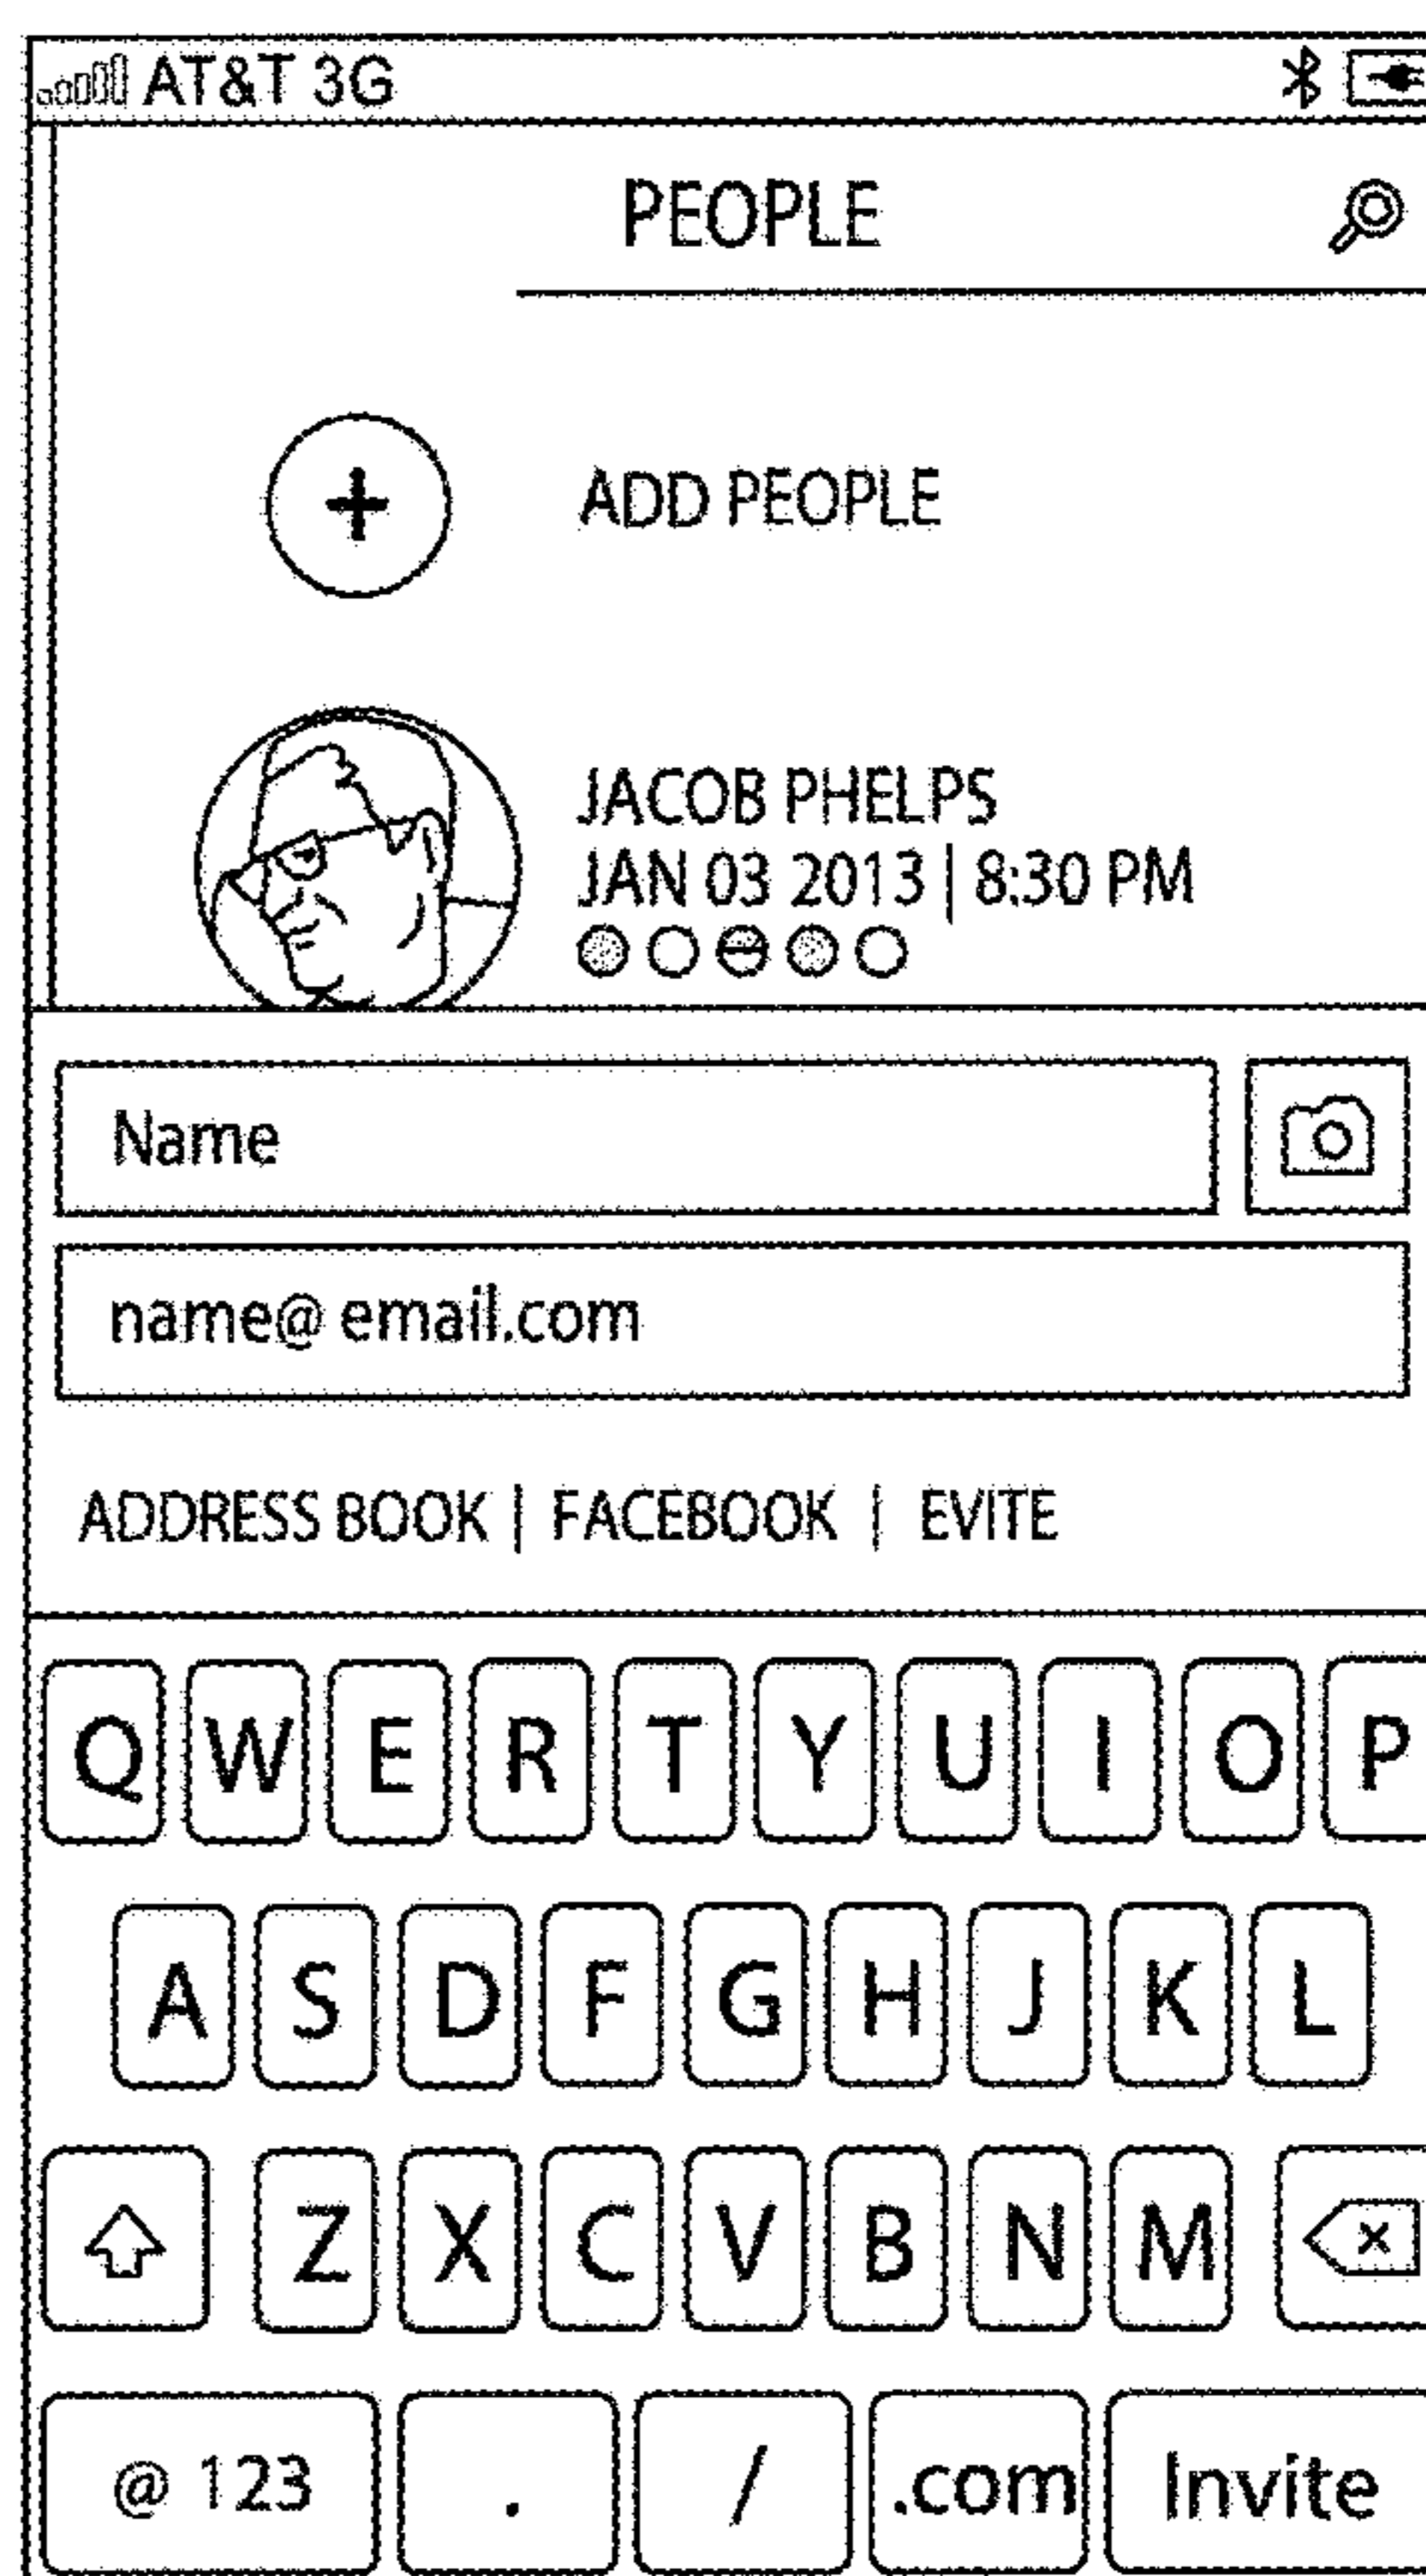 AT&T 3G
PEOPLE
ADD PEOPLE
JACOB PHELPS
JAN 03 2013 | 8:30 PM
Name
name@ email.com
ADDRESS BOOK | FACEBOOK | EVITE
Q W E R T Y U I O P
A S D F G H J K L
Z X C V B N M
@ 123 . / .com Invite